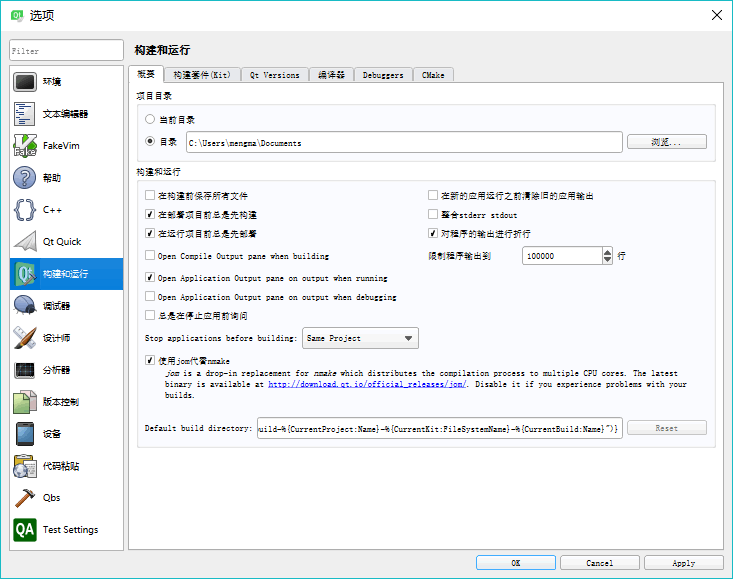 选项
Filter
环境
文本编辑器
FakeVim
帮助
C++
Qt Quick
构建和运行
调试器
设计师
分析器
版本控制
设备
代码粘贴
Qbs
QA Test Settings
构建和运行
概要 构建套件(Kit) Qt Versions 编译器 Debuggers CMake
项目目录
当前目录
目录 C:\Users\mengma\Documents 浏览...
构建和运行
在构建前保存所有文件 在新的应用运行之前清除旧的应用输出
在部署项目前总是先构建 整合stderr stdout
在运行项目前总是先部署 对程序的输出进行折行
Open Compile Output pane when building 限制程序输出到 100000 行
Open Application Output pane on output when running
Open Application Output pane on output when debugging
总是在停止应用前询问
Stop applications before building: Same Project
使用jom代替nmake
jom is a drop-in replacement for nmake which distributes the compilation process to multiple CPU cores. The latest
binary is available at http://download.qt.io/official_releases/jom/. Disable it if you experience problems with your
builds.
Default build directory: build-%{CurrentProject:Name}-%{CurrentKit:FileSystemName}-%{CurrentBuild:Name}")} Reset
OK Cancel Apply